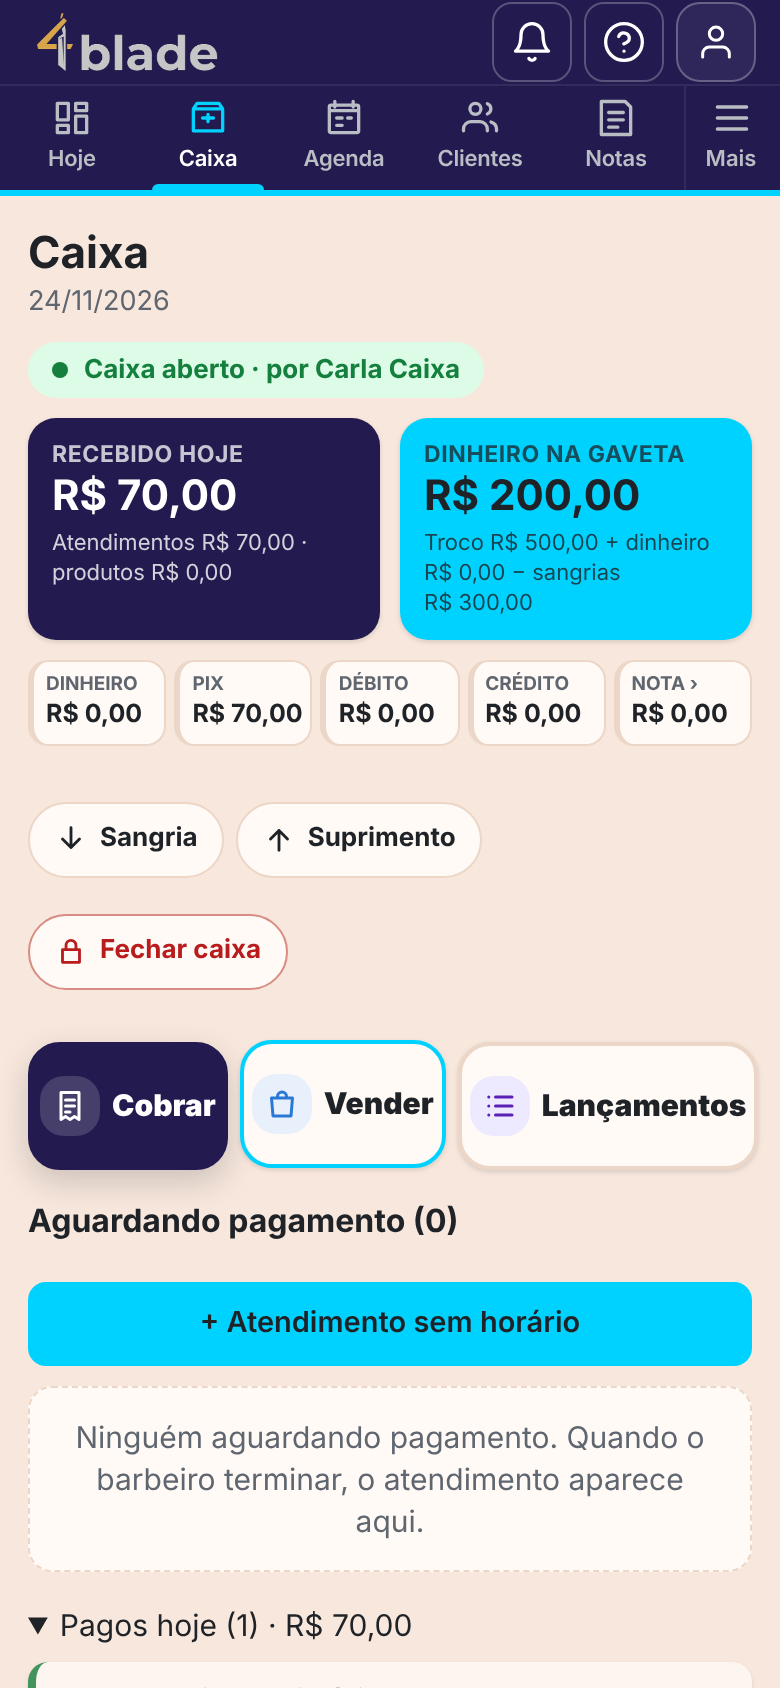 4blade
Hoje
Caixa
Agenda
Clientes
Notas
Mais
Caixa
24/11/2026
Caixa aberto · por Carla Caixa
RECEBIDO HOJE
R$ 70,00
Atendimentos R$ 70,00 ·
produtos R$ 0,00
DINHEIRO NA GAVETA
R$ 200,00
Troco R$ 500,00 + dinheiro
R$ 0,00 − sangrias
R$ 300,00
DINHEIRO
R$ 0,00
PIX
R$ 70,00
DÉBITO
R$ 0,00
CRÉDITO
R$ 0,00
NOTA ›
R$ 0,00
Sangria
Suprimento
Fechar caixa
Cobrar
Vender
Lançamentos
Aguardando pagamento (0)
+ Atendimento sem horário
Ninguém aguardando pagamento. Quando o
barbeiro terminar, o atendimento aparece
aqui.
▼ Pagos hoje (1) · R$ 70,00